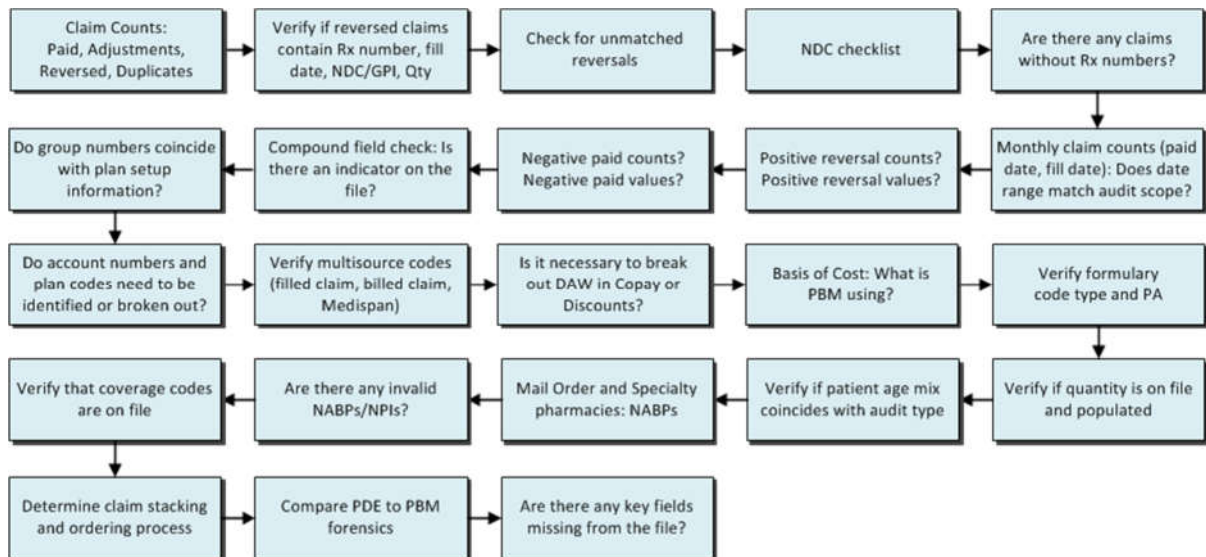 Claim Counts:
Paid, Adjustments,
Reversed, Duplicates
Verify if reversed claims
contain Rx number, fill
date, NDC/GPI, Qty
Check for unmatched
reversals
NDC checklist
Are there any claims
without Rx numbers?
Monthly claim counts (paid
date, fill date): Does date
range match audit scope?
Positive reversal counts?
Positive reversal values?
Negative paid counts?
Negative paid values?
Compound field check: Is
there an indicator on the
file?
Do group numbers coincide
with plan setup
information?
Do account numbers and
plan codes need to be
identified or broken out?
Verify multisource codes
(filled claim, billed claim,
Medispan)
Is it necessary to break
out DAW in Copay or
Discounts?
Basis of Cost: What is
PBM using?
Verify formulary
code type and PA
Verify if quantity is on file
and populated
Verify if patient age mix
coincides with audit type
Mail Order and Specialty
pharmacies: NABPs
Are there any invalid
NABPs/NPIs?
Verify that coverage codes
are on file
Determine claim stacking
and ordering process
Compare PDE to PBM
forensics
Are there any key fields
missing from the file?